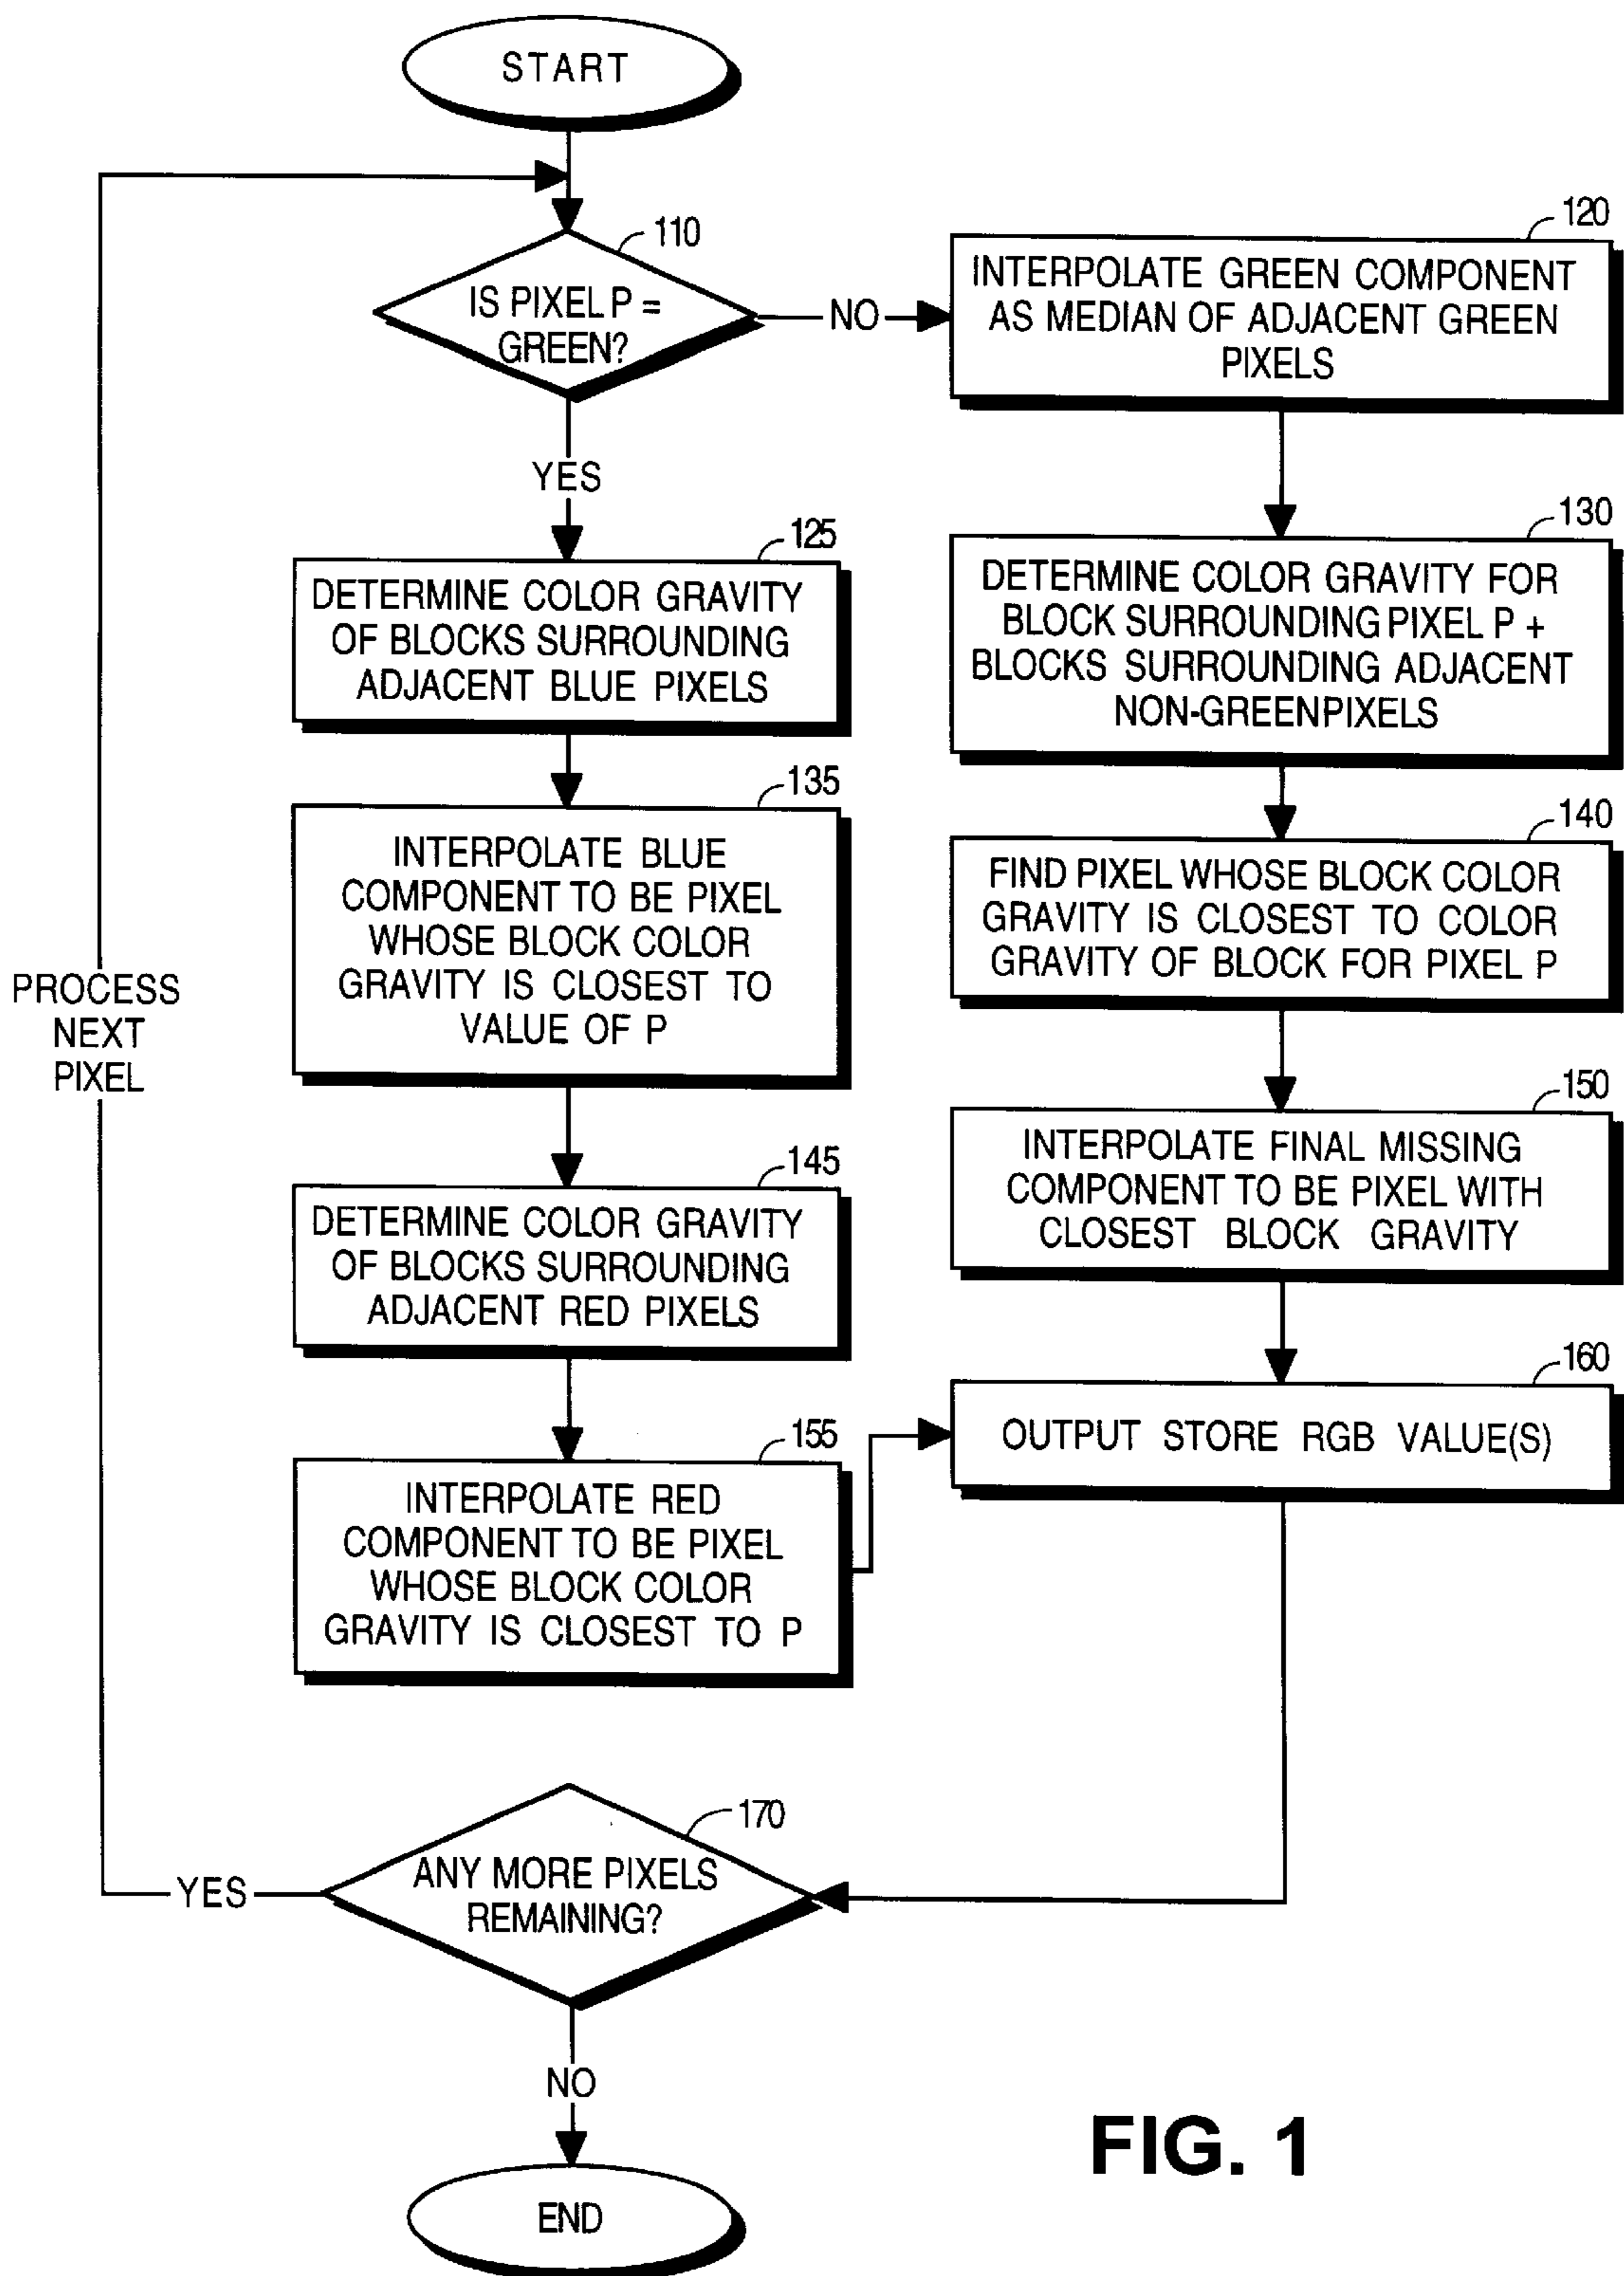 START
110
IS PIXEL P =
GREEN?
NO
YES
120
INTERPOLATE GREEN COMPONENT
AS MEDIAN OF ADJACENT GREEN
PIXELS
125
DETERMINE COLOR GRAVITY
OF BLOCKS SURROUNDING
ADJACENT BLUE PIXELS
130
DETERMINE COLOR GRAVITY FOR
BLOCK SURROUNDING PIXEL P +
BLOCKS SURROUNDING ADJACENT
NON-GREENPIXELS
135
INTERPOLATE BLUE
COMPONENT TO BE PIXEL
WHOSE BLOCK COLOR
GRAVITY IS CLOSEST TO
VALUE OF P
140
FIND PIXEL WHOSE BLOCK COLOR
GRAVITY IS CLOSEST TO COLOR
GRAVITY OF BLOCK FOR PIXEL P
PROCESS
NEXT
PIXEL
145
DETERMINE COLOR GRAVITY
OF BLOCKS SURROUNDING
ADJACENT RED PIXELS
150
INTERPOLATE FINAL MISSING
COMPONENT TO BE PIXEL WITH
CLOSEST BLOCK GRAVITY
155
INTERPOLATE RED
COMPONENT TO BE PIXEL
WHOSE BLOCK COLOR
GRAVITY IS CLOSEST TO P
160
OUTPUT STORE RGB VALUE(S)
170
ANY MORE PIXELS
REMAINING?
YES
NO
END
FIG. 1